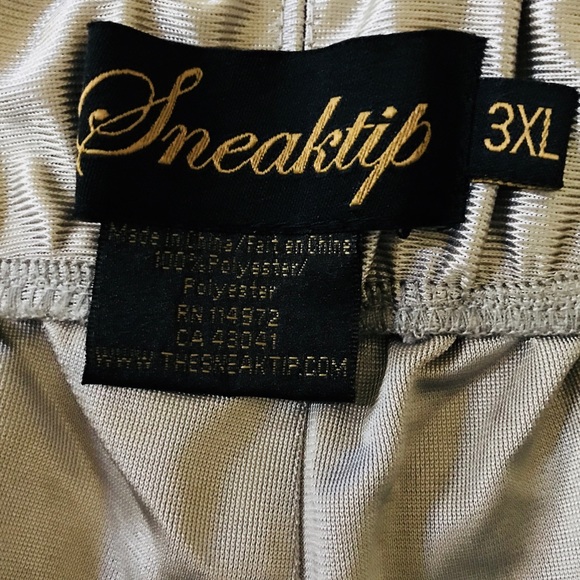 Sneaktip
3XL
Made in China/Fait en Chine
100% Polyester/
Polyester
RN 114972
CA 43041
WWW.THESNEAKTIP.COM